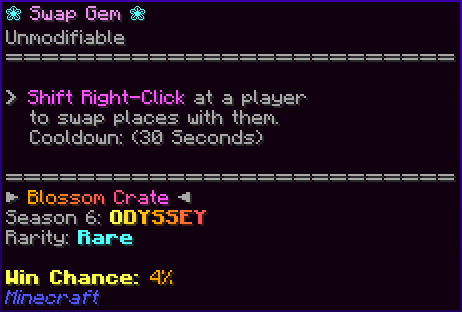 ❀ Swap Gem ❀
Unmodifiable
================================
> Shift Right-Click at a player
to swap places with them.
Cooldown: (30 Seconds)
================================
► Blossom Crate ◄
Season 6: ODYSSEY
Rarity: Rare
Win Chance: 4%
Minecraft